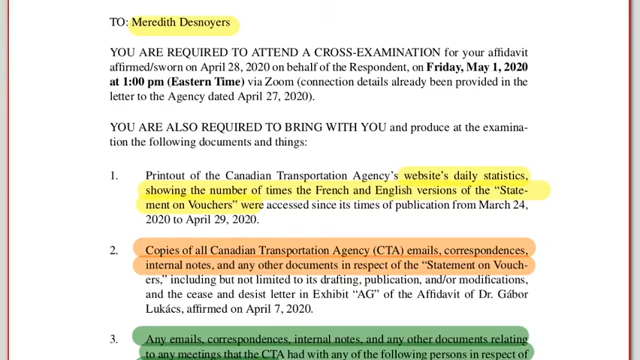 TO: Meredith Desnoyers
YOU ARE REQUIRED TO ATTEND A CROSS-EXAMINATION for your affidavit
affirmed/sworn on April 28, 2020 on behalf of the Respondent, on Friday, May 1, 2020
at 1:00 pm (Eastern Time) via Zoom (connection details already been provided in the
letter to the Agency dated April 27, 2020).
YOU ARE ALSO REQUIRED TO BRING WITH YOU and produce at the examina-
tion the following documents and things:
1. Printout of the Canadian Transportation Agency's website's daily statistics,
showing the number of times the French and English versions of the "State-
ment on Vouchers" were accessed since its times of publication from March 24,
2020 to April 29, 2020.
2. Copies of all Canadian Transportation Agency (CTA) emails, correspondences,
internal notes, and any other documents in respect of the "Statement on Vouch-
ers," including but not limited to its drafting, publication, and/or modifications,
and the cease and desist letter in Exhibit "AG" of the Affidavit of Dr. Gábor
Lukács, affirmed on April 7, 2020.
3. Any emails, correspondences, internal notes, and any other documents relating
to any meetings that the CTA had with any of the following persons in respect of